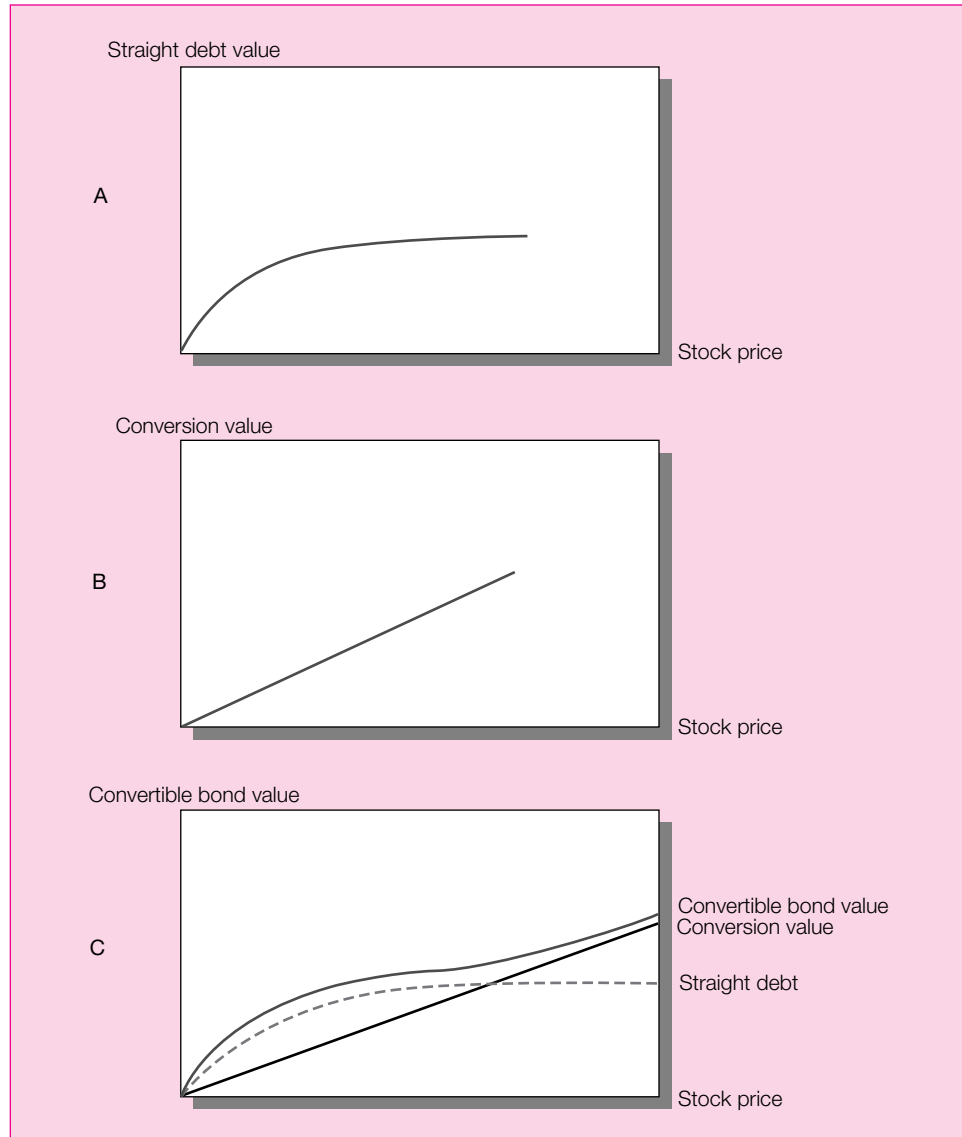 Straight debt value
A
Stock price
Conversion value
B
Stock price
Convertible bond value
C
Convertible bond value
Conversion value
Straight debt
Stock price